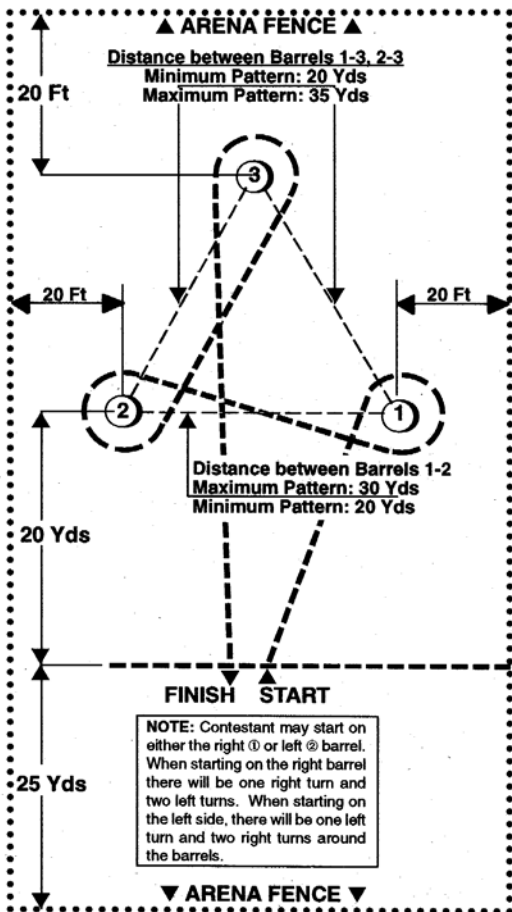 ▲ ARENA FENCE ▲
Distance between Barrels 1-3, 2-3
Minimum Pattern: 20 Yds
Maximum Pattern: 35 Yds
20 Ft
3
20 Ft
20 Ft
2
1
Distance between Barrels 1-2
Maximum Pattern: 30 Yds
Minimum Pattern: 20 Yds
20 Yds
FINISH START
NOTE: Contestant may start on
either the right ① or left ② barrel.
When starting on the right barrel
there will be one right turn and
two left turns. When starting on
the left side, there will be one left
turn and two right turns around
the barrels.
25 Yds
▼ ARENA FENCE ▼